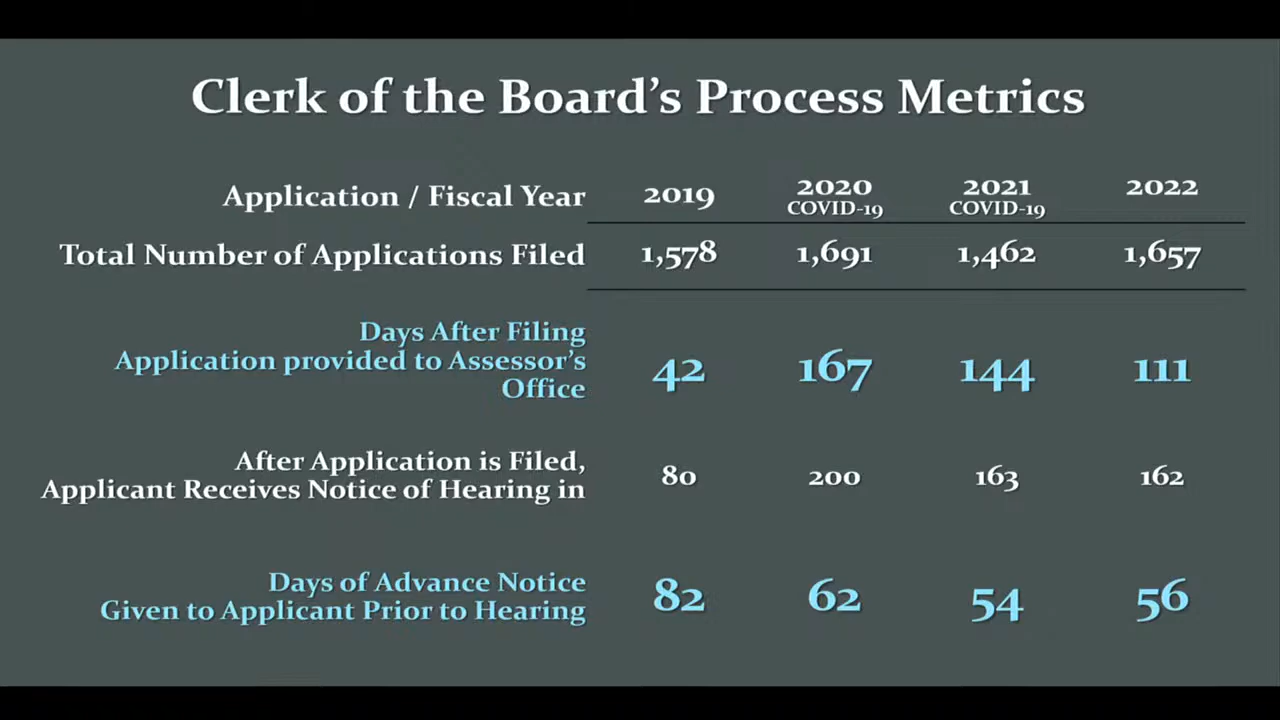 Clerk of the Board's Process Metrics
Application / Fiscal Year 2019 2020 2021 2022
COVID-19 COVID-19
Total Number of Applications Filed 1,578 1,691 1,462 1,657
Days After Filing
Application provided to Assessor's
Office
42 167 144 111
After Application is Filed,
Applicant Receives Notice of Hearing in
80 200 163 162
Days of Advance Notice
Given to Applicant Prior to Hearing
82 62 54 56